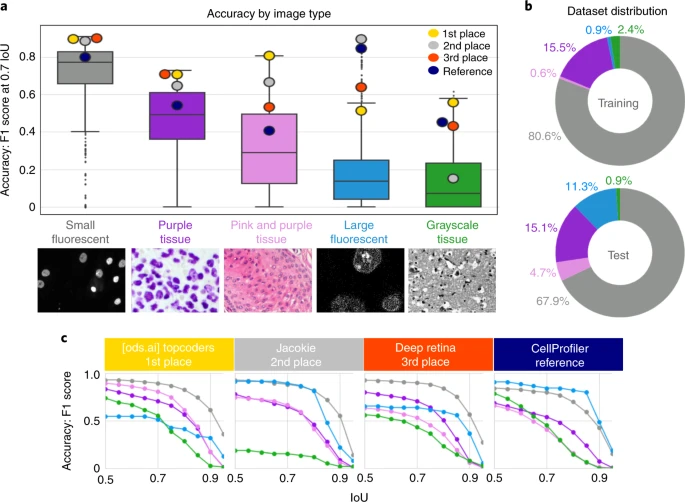 a
Accuracy by image type
Accuracy: F1 score at 0.7 IoU
0.8
0.6
0.4
0.2
0
1st place
2nd place
3rd place
Reference
Small
fluorescent
Purple
tissue
Pink and purple
tissue
Large
fluorescent
Grayscale
tissue
b
Dataset distribution
0.9%
2.4%
15.5%
0.6%
80.6%
Training
11.3%
0.9%
15.1%
4.7%
67.9%
Test
c
[ods.ai] topcoders
1st place
Jacokie
2nd place
Deep retina
3rd place
CellProfiler
reference
Accuracy: F1 score
1.0
0.5
0
0.5 0.7 0.9 0.5 0.7 0.9 0.5 0.7 0.9 0.5 0.7 0.9
IoU